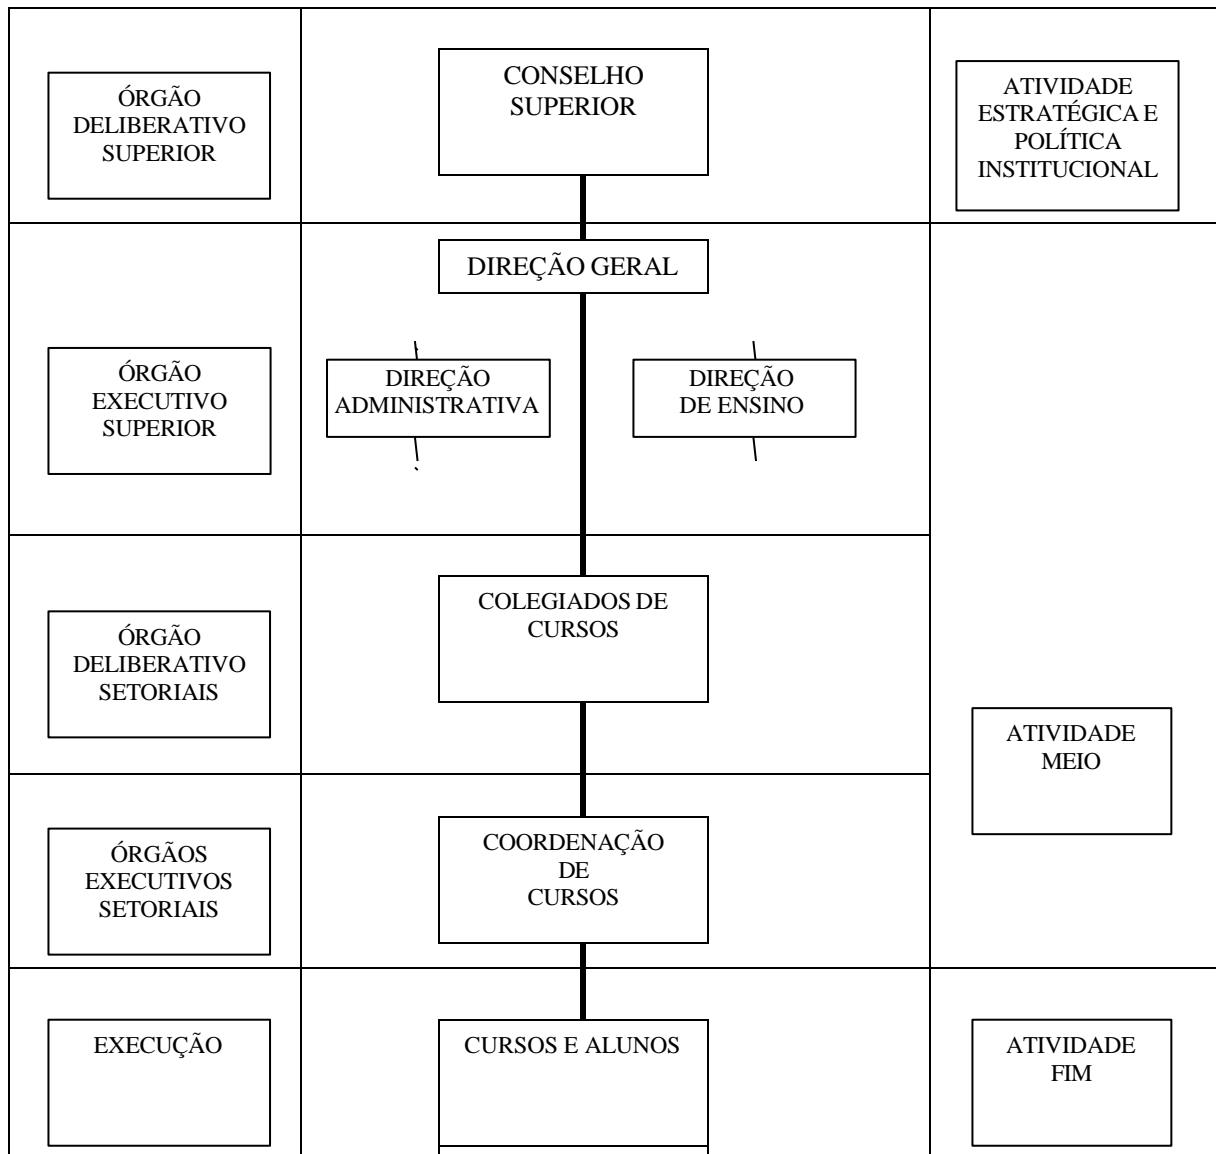 ÓRGÃO
DELIBERATIVO
SUPERIOR
CONSELHO
SUPERIOR
ATIVIDADE
ESTRATÉGICA E
POLÍTICA
INSTITUCIONAL
DIREÇÃO GERAL
ÓRGÃO
EXECUTIVO
SUPERIOR
DIREÇÃO
ADMINISTRATIVA
DIREÇÃO
DE ENSINO
ÓRGÃO
DELIBERATIVO
SETORIAIS
COLEGIADOS DE
CURSOS
ATIVIDADE
MEIO
ÓRGÃOS
EXECUTIVOS
SETORIAIS
COORDENAÇÃO
DE
CURSOS
EXECUÇÃO
CURSOS E ALUNOS
ATIVIDADE
FIM